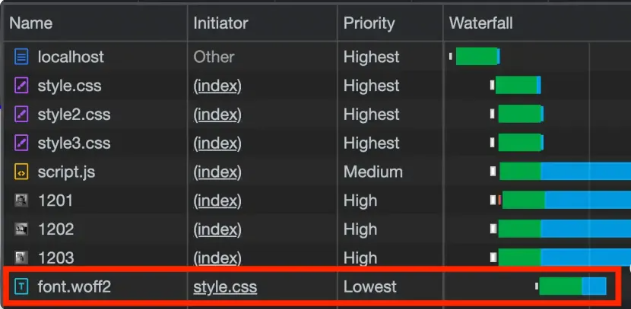 Name Initiator Priority Waterfall
localhost Other Highest
style.css (index) Highest
style2.css (index) Highest
style3.css (index) Highest
script.js (index) Medium
1201 (index) High
1202 (index) High
1203 (index) High
font.woff2 style.css Lowest